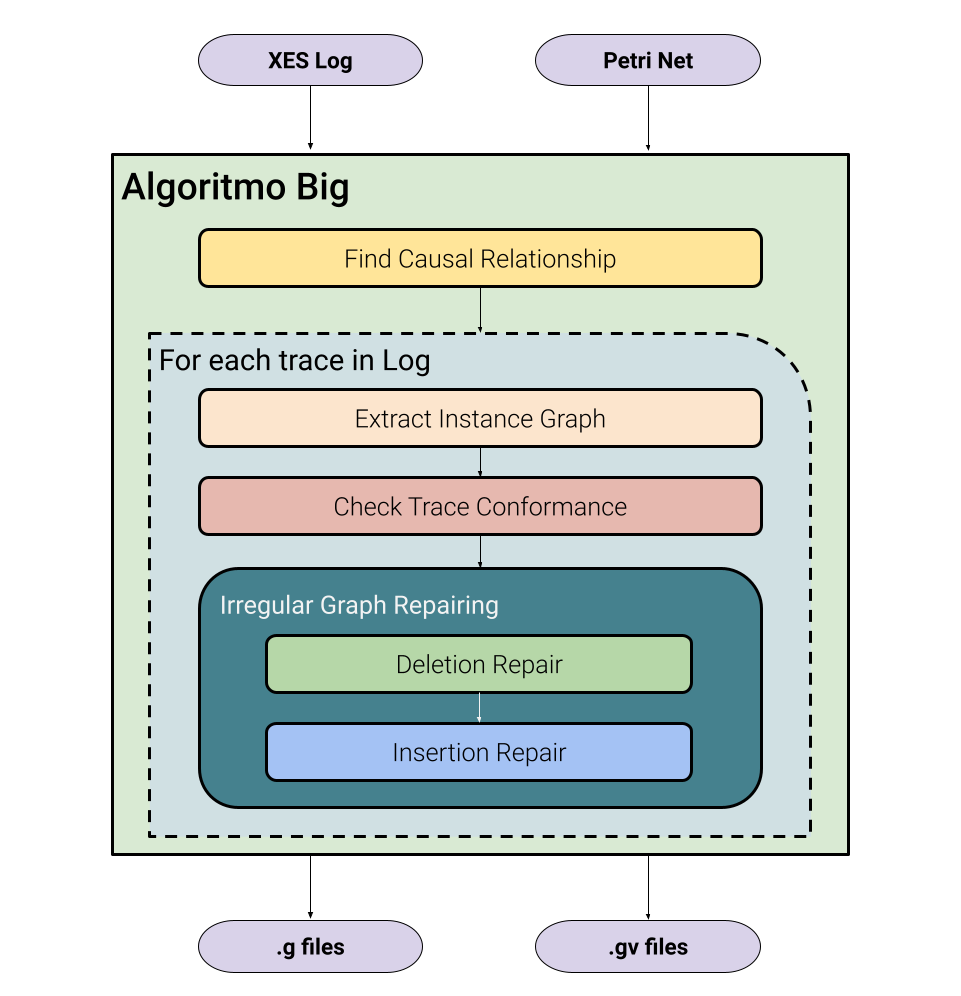 XES Log
Petri Net
Algoritmo Big
Find Causal Relationship
For each trace in Log
Extract Instance Graph
Check Trace Conformance
Irregular Graph Repairing
Deletion Repair
Insertion Repair
.g files
.gv files